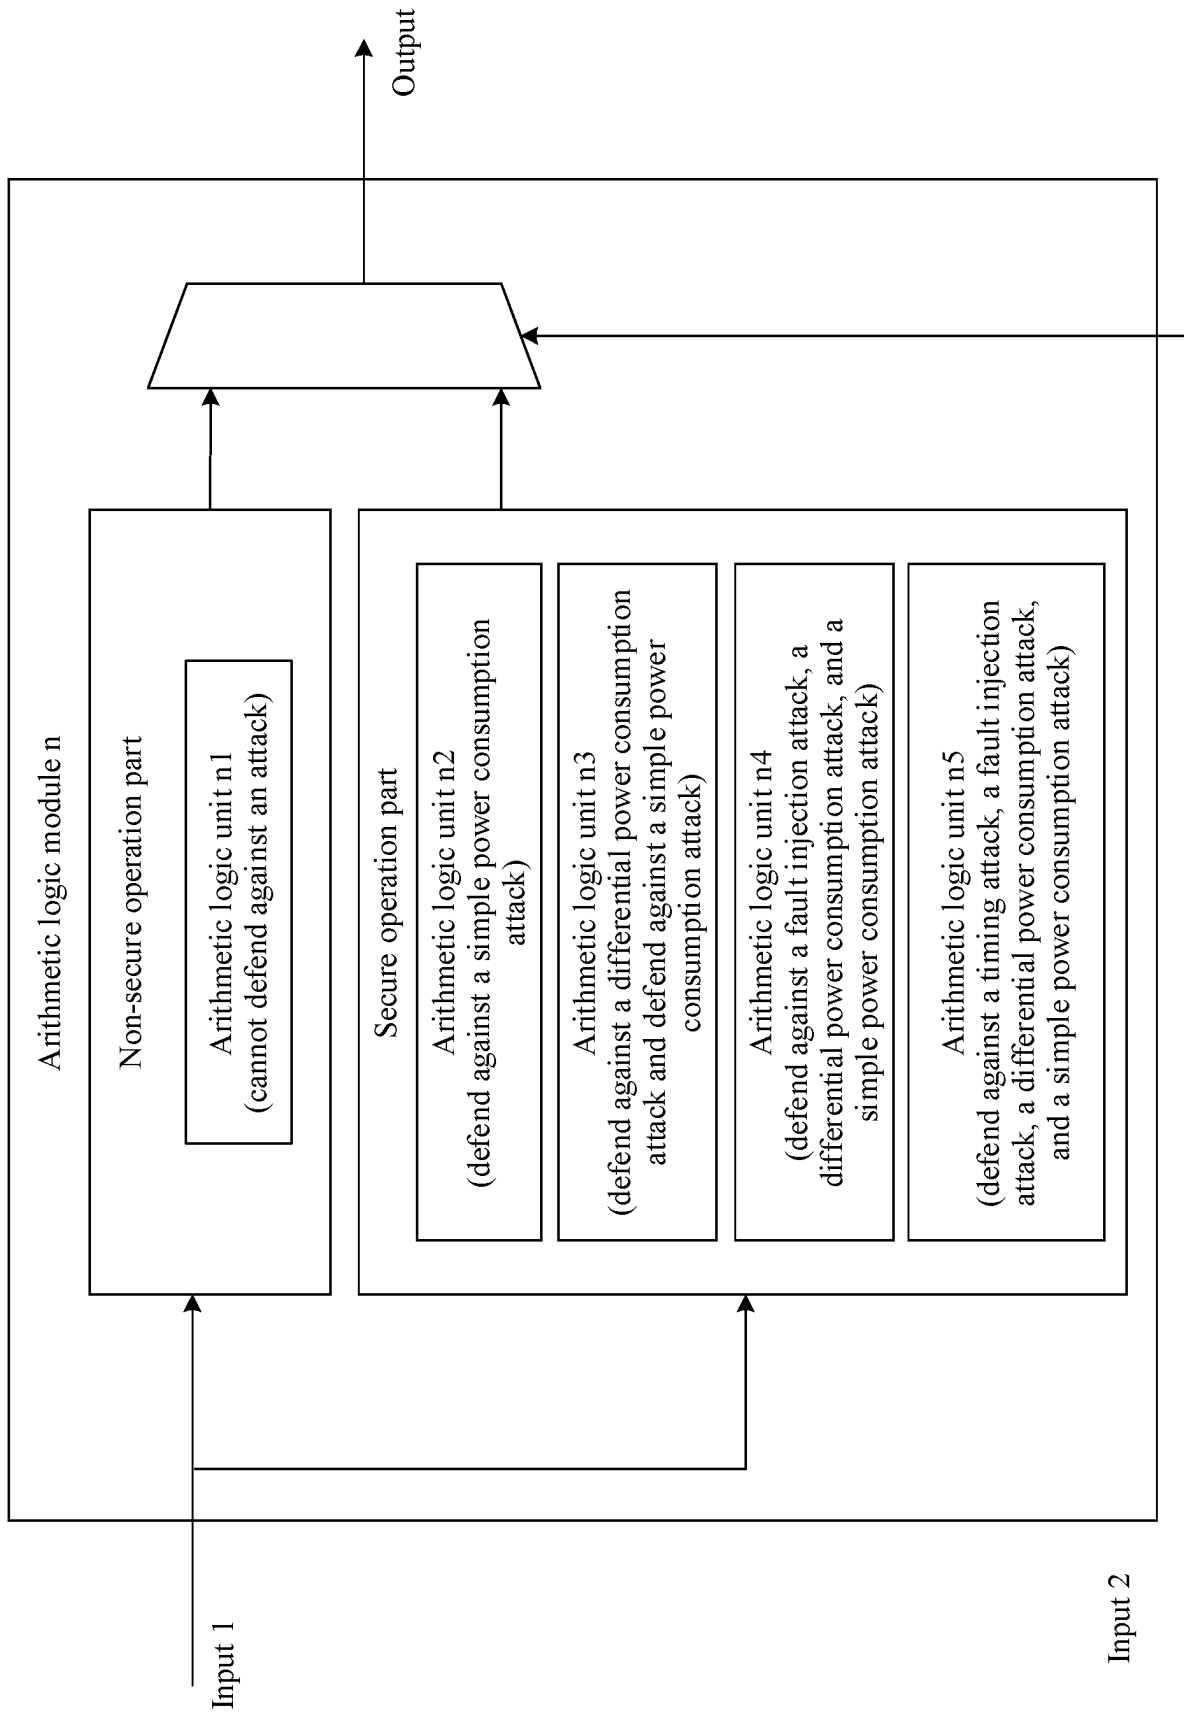 Arithmetic logic module n
Non-secure operation part
Arithmetic logic unit n1
(cannot defend against an attack)
Secure operation part
Arithmetic logic unit n2
(defend against a simple power consumption
attack)
Arithmetic logic unit n3
(defend against a differential power consumption
attack and defend against a simple power
consumption attack)
Arithmetic logic unit n4
(defend against a fault injection attack, a
differential power consumption attack, and a
simple power consumption attack)
Arithmetic logic unit n5
(defend against a timing attack, a fault injection
attack, a differential power consumption attack,
and a simple power consumption attack)
Input 1
Output
Input 2